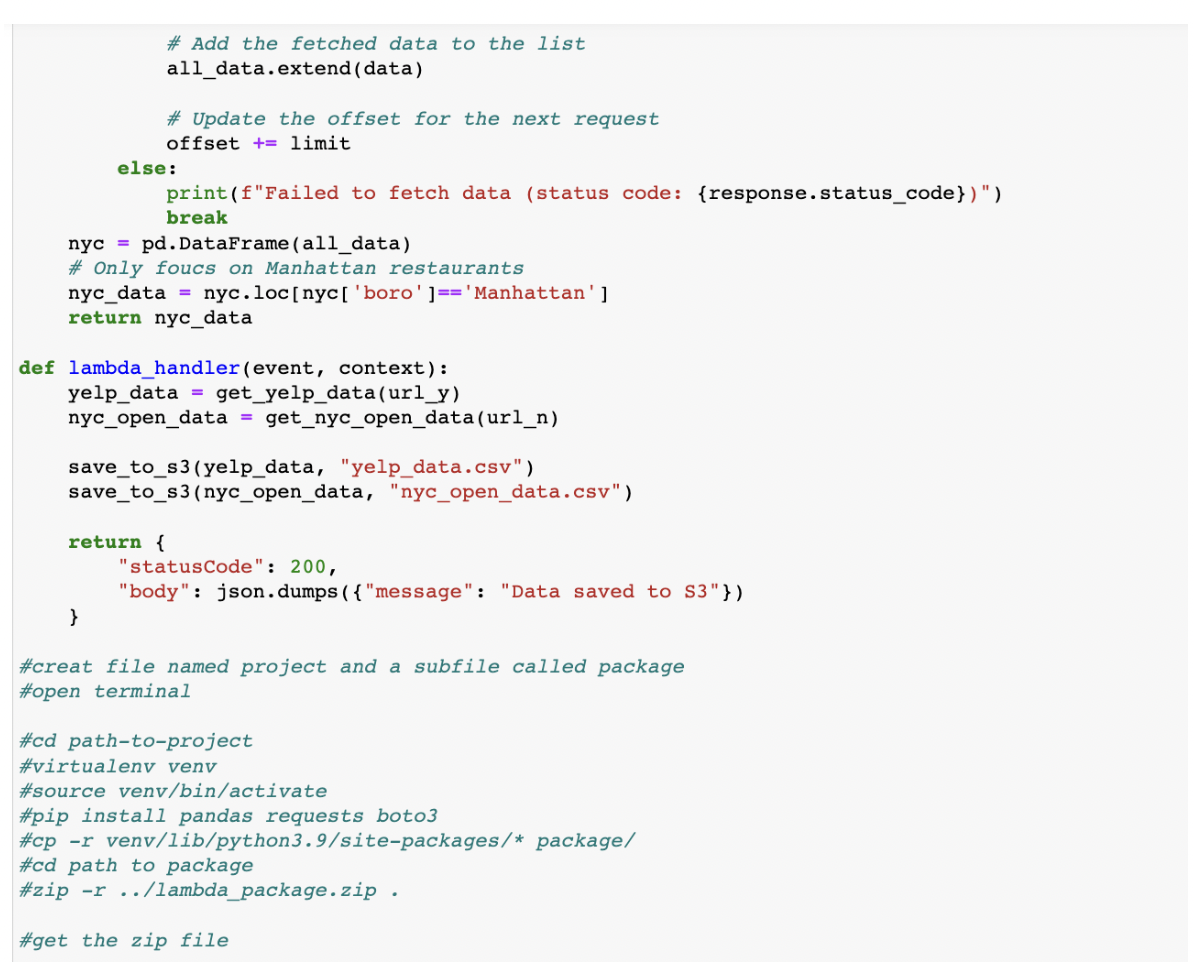 # Add the fetched data to the list
all_data.extend(data)
# Update the offset for the next request
offset += limit
else:
print(f"Failed to fetch data (status code: {response.status_code})")
break
nyc = pd.DataFrame(all_data)
# Only foucs on Manhattan restaurants
nyc_data = nyc.loc[nyc['boro']=='Manhattan']
return nyc_data
def lambda_handler(event, context):
yelp_data = get_yelp_data(url_y)
nyc_open_data = get_nyc_open_data(url_n)
save_to_s3(yelp_data, "yelp_data.csv")
save_to_s3(nyc_open_data, "nyc_open_data.csv")
return {
"statusCode": 200,
"body": json.dumps({"message": "Data saved to S3"})
}
#creat file named project and a subfile called package
#open terminal
#cd path-to-project
#virtualenv venv
#source venv/bin/activate
#pip install pandas requests boto3
#cp -r venv/lib/python3.9/site-packages/* package/
#cd path to package
#zip -r ../lambda_package.zip .
#get the zip file